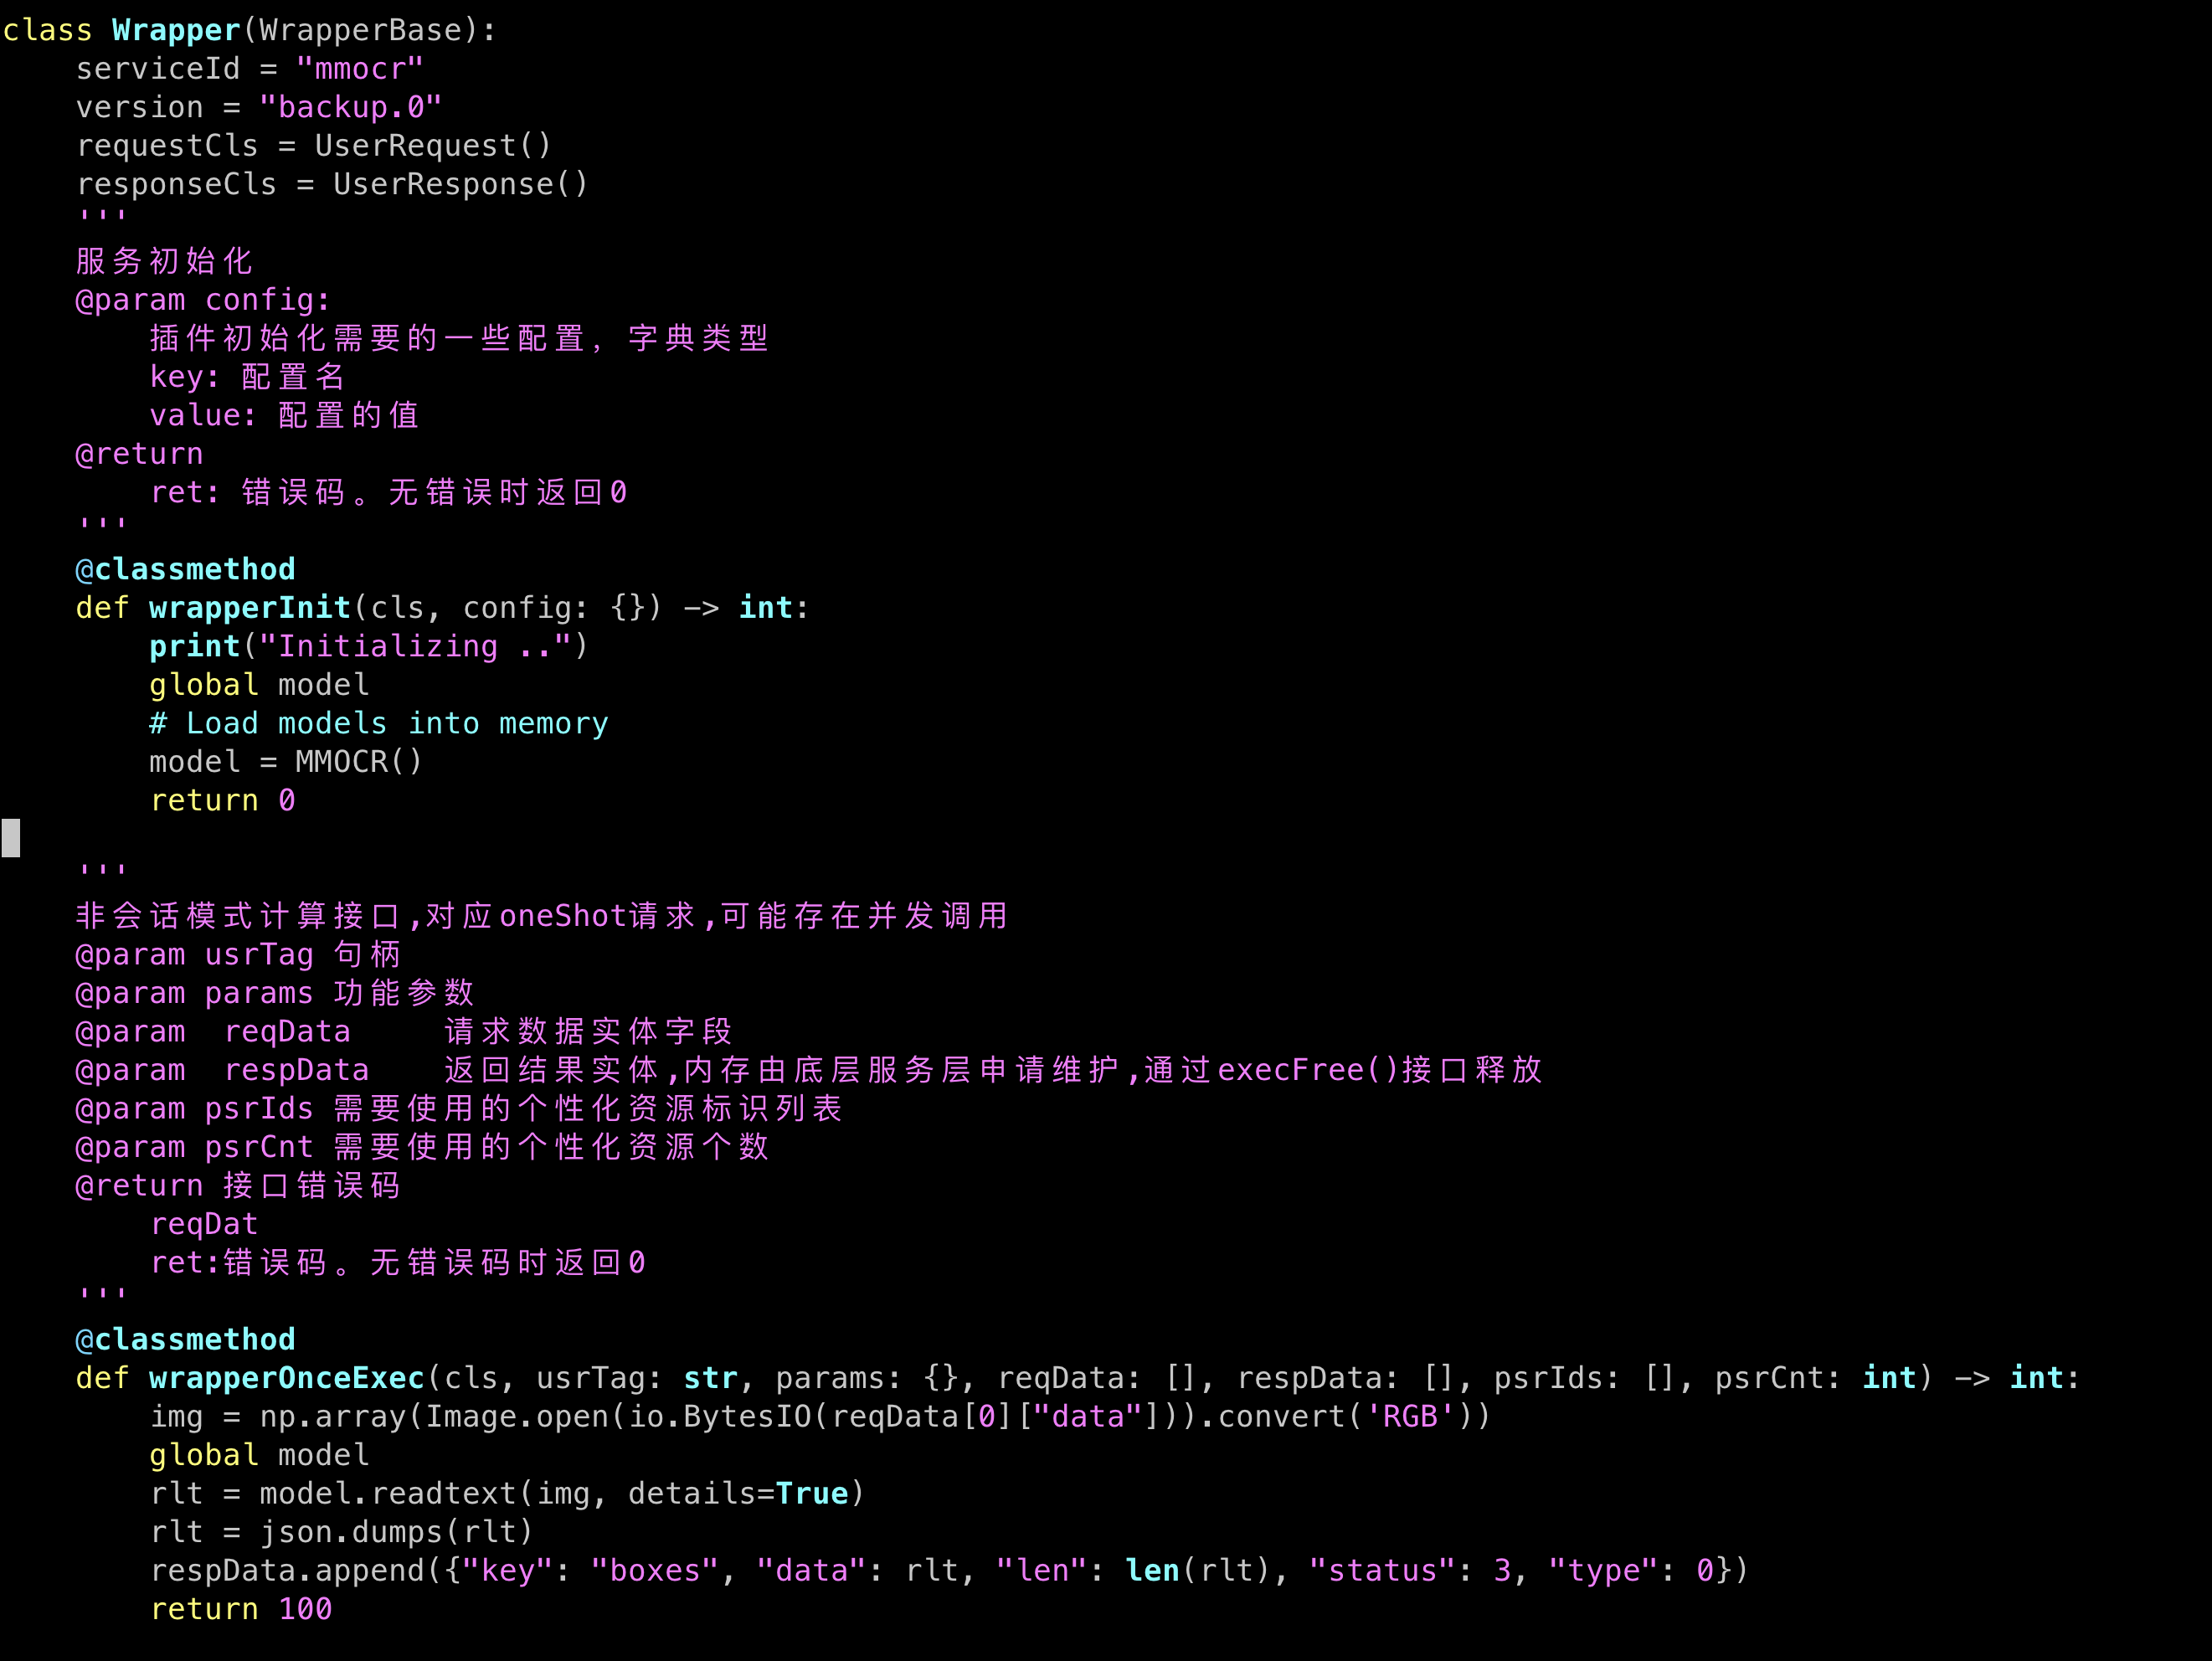 class Wrapper(WrapperBase):
    serviceId = "mmocr"
    version = "backup.0"
    requestCls = UserRequest()
    responseCls = UserResponse()
    '''
    服务初始化
    @param config:
        插件初始化需要的一些配置，字典类型
        key: 配置名
        value: 配置的值
    @return
        ret: 错误码。无错误时返回0
    '''
    @classmethod
    def wrapperInit(cls, config: {}) -> int:
        print("Initializing ..")
        global model
        # Load models into memory
        model = MMOCR()
        return 0

    '''
    非会话模式计算接口,对应oneShot请求,可能存在并发调用
    @param usrTag 句柄
    @param params 功能参数
    @param  reqData     请求数据实体字段
    @param  respData    返回结果实体,内存由底层服务层申请维护,通过execFree()接口释放
    @param psrIds 需要使用的个性化资源标识列表
    @param psrCnt 需要使用的个性化资源个数
    @return 接口错误码
        reqDat
        ret:错误码。无错误码时返回0
    '''
    @classmethod
    def wrapperOnceExec(cls, usrTag: str, params: {}, reqData: [], respData: [], psrIds: [], psrCnt: int) -> int:
        img = np.array(Image.open(io.BytesIO(reqData[0]["data"])).convert('RGB'))
        global model
        rlt = model.readtext(img, details=True)
        rlt = json.dumps(rlt)
        respData.append({"key": "boxes", "data": rlt, "len": len(rlt), "status": 3, "type": 0})
        return 100